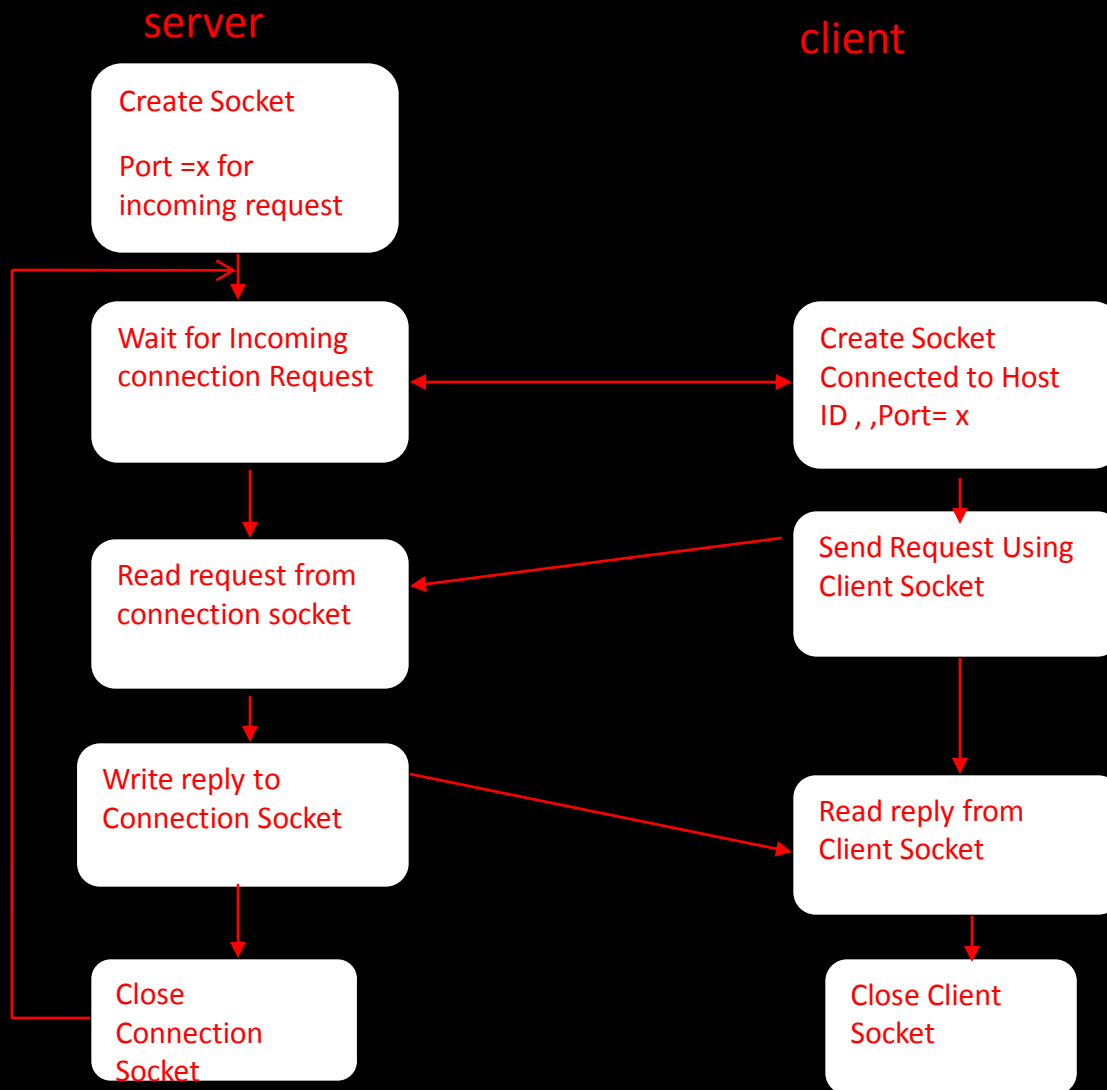 server
client
Create Socket
Port =x for
incoming request
Wait for Incoming
connection Request
Create Socket
Connected to Host
ID , ,Port= x
Read request from
connection socket
Send Request Using
Client Socket
Write reply to
Connection Socket
Read reply from
Client Socket
Close
Connection
Socket
Close Client
Socket